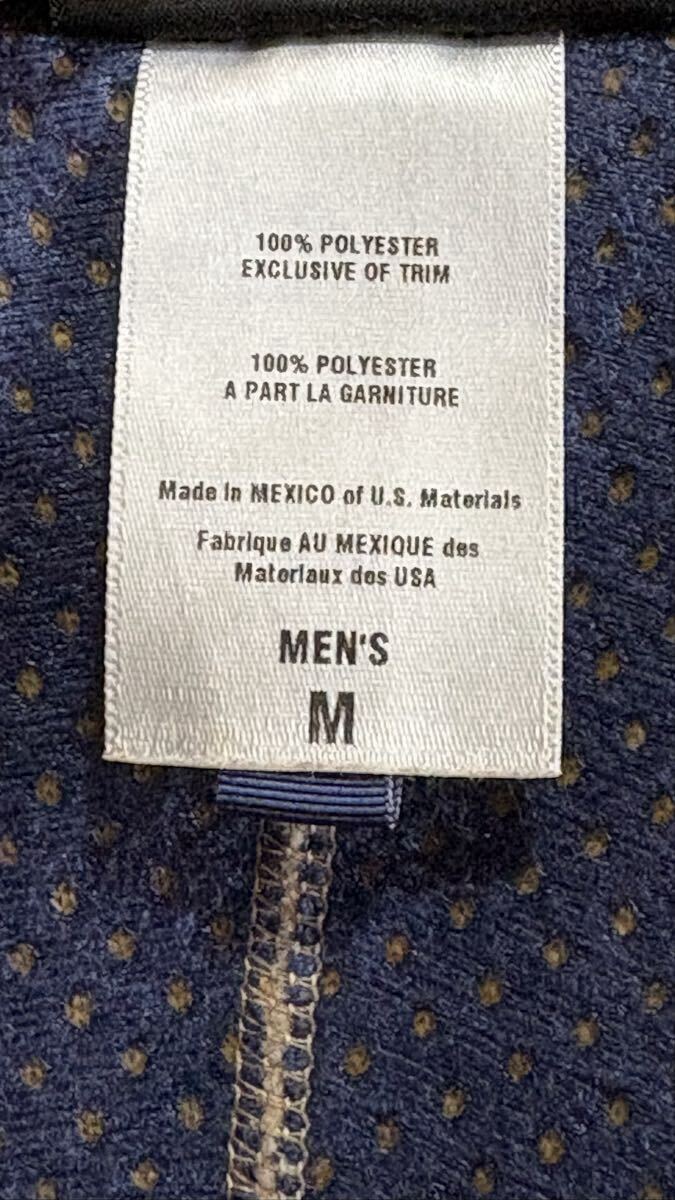 100% POLYESTER
EXCLUSIVE OF TRIM
100% POLYESTER
A PART LA GARNITURE
Made in MEXICO of U.S. Materials
Fabrique AU MEXIQUE des
Materiaux des USA
MEN'S
M